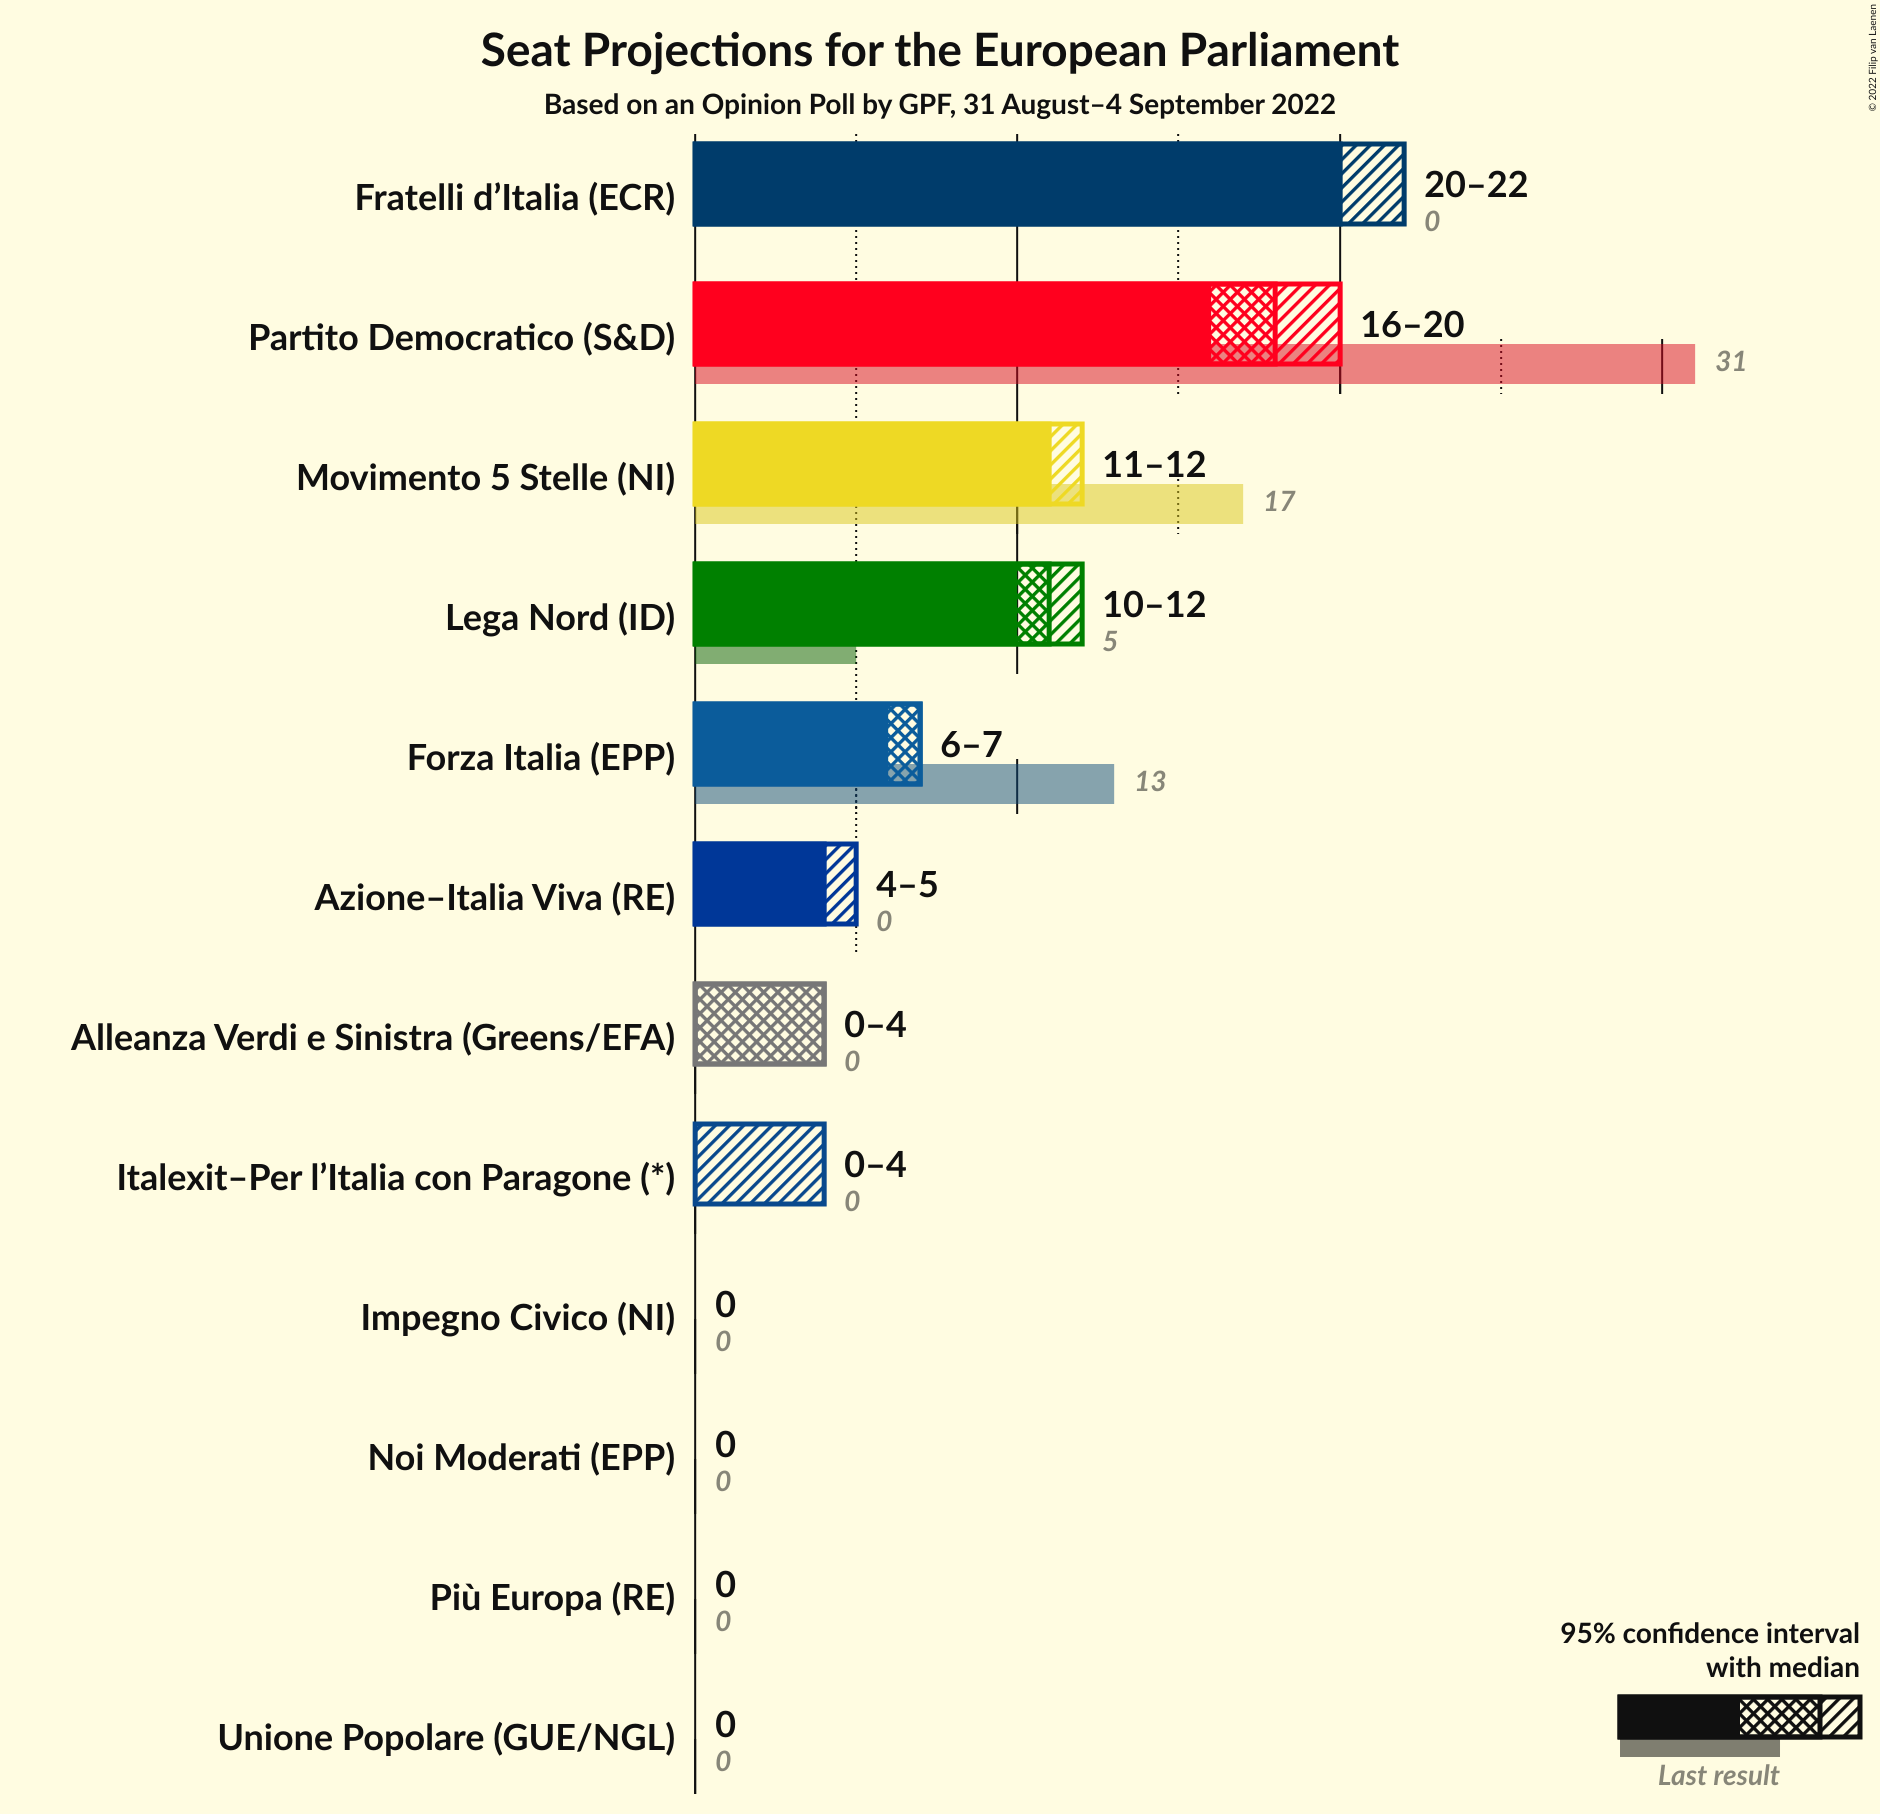 Seat Projections for the European Parliament
Based on an Opinion Poll by GPF, 31 August–4 September 2022
© 2022 Filip van Laenen
Fratelli d’Italia (ECR)
20–22
0
Partito Democratico (S&D)
16–20
31
Movimento 5 Stelle (NI)
11–12
17
Lega Nord (ID)
10–12
5
Forza Italia (EPP)
6–7
13
Azione–Italia Viva (RE)
4–5
0
Alleanza Verdi e Sinistra (Greens/EFA)
0–4
0
Italexit–Per l’Italia con Paragone (*)
0–4
0
Impegno Civico (NI)
0
0
Noi Moderati (EPP)
0
0
Più Europa (RE)
0
0
Unione Popolare (GUE/NGL)
0
0
95% confidence interval
with median
Last result